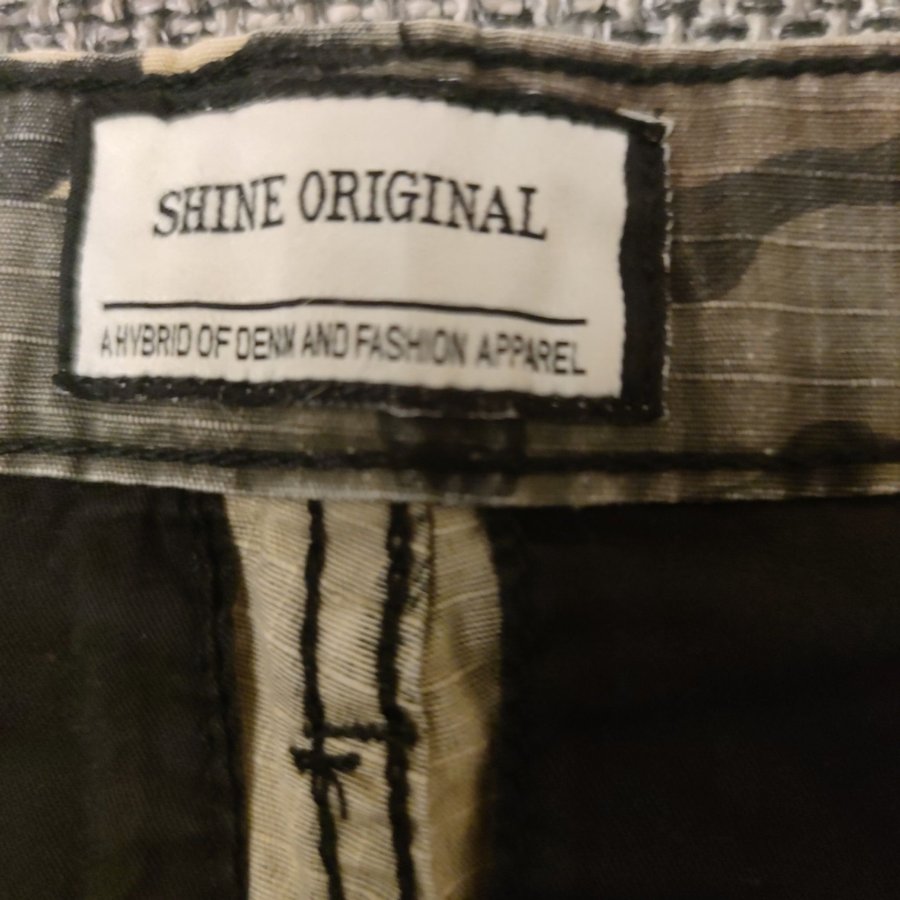 SHINE ORIGINAL
A HYBRID OF DENIM AND FASHION APPAREL